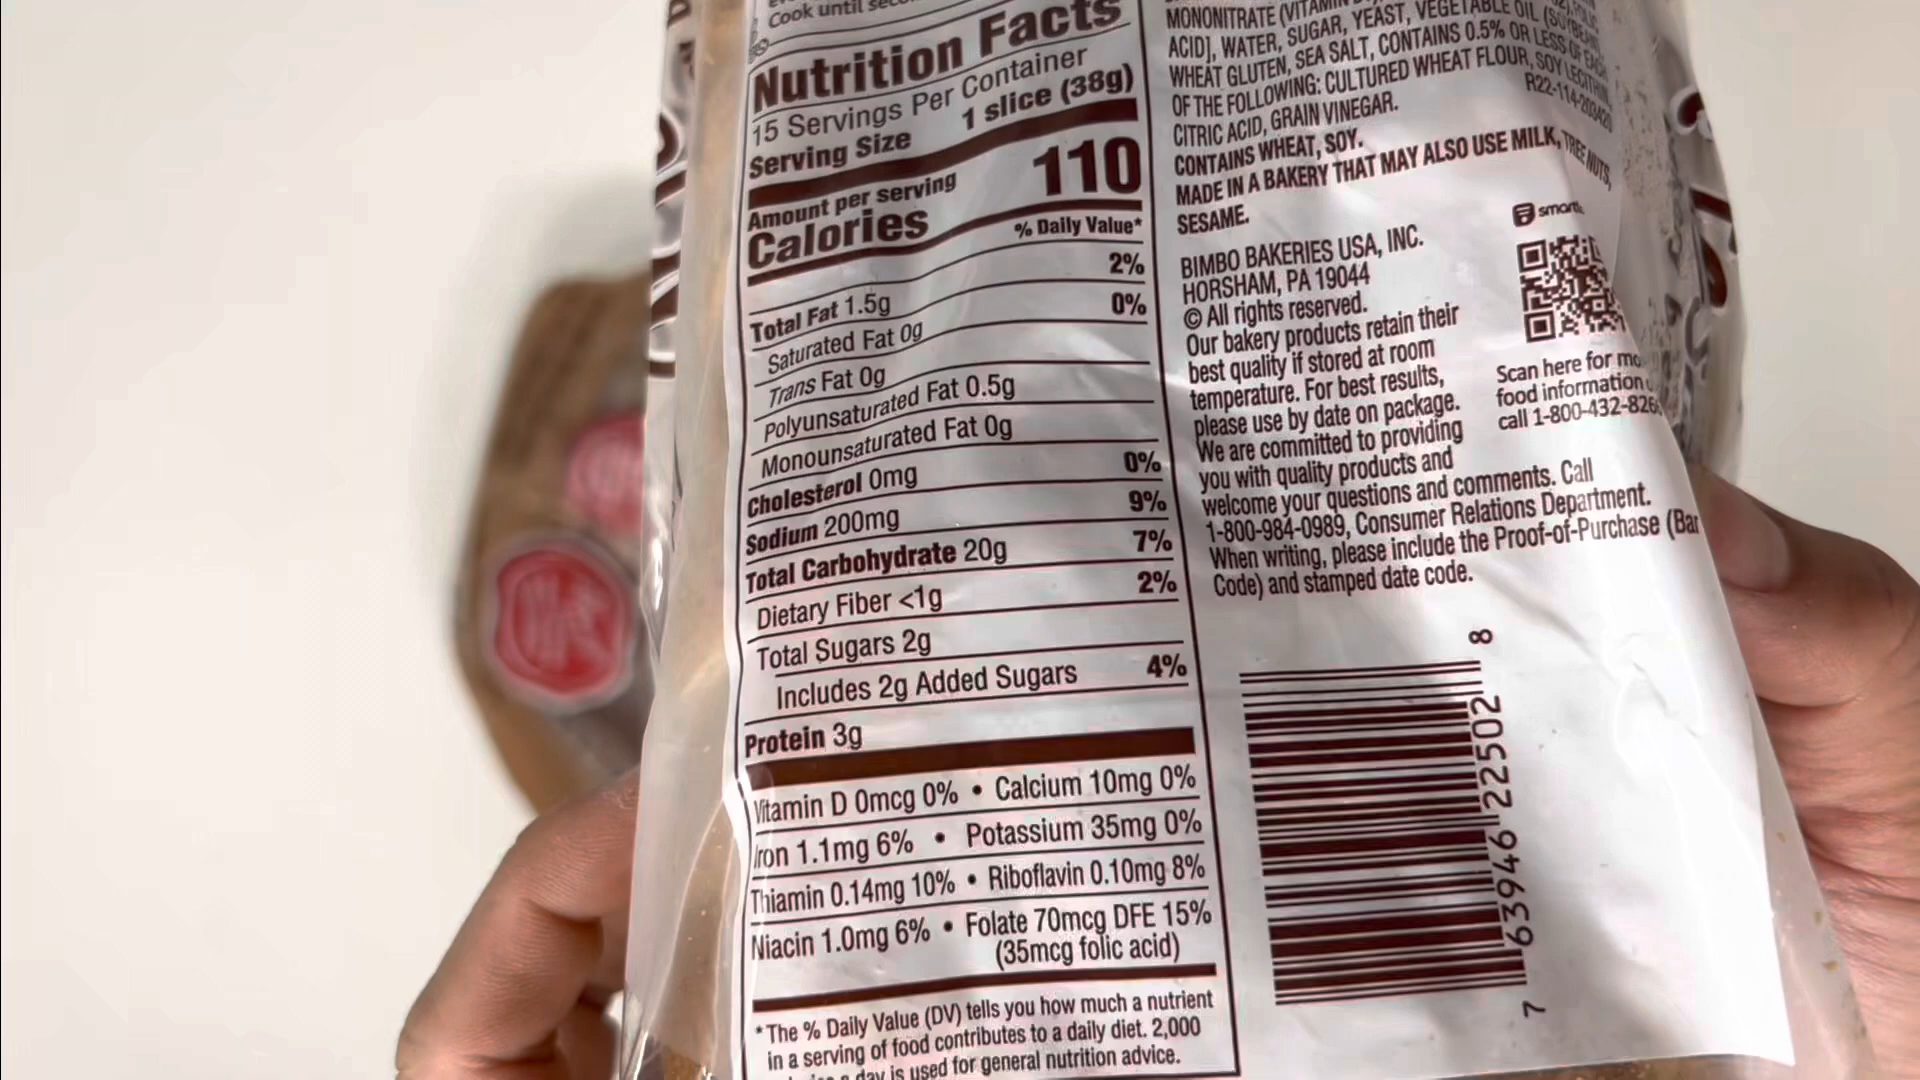 Cook until
Nutrition Facts
15 Servings Per Container
Serving Size 1 slice (38g)
Amount per serving
Calories 110
% Daily Value*
Total Fat 1.5g 2%
Saturated Fat 0g 0%
Trans Fat 0g
Polyunsaturated Fat 0.5g
Monounsaturated Fat 0g
Cholesterol 0mg 0%
Sodium 200mg 9%
Total Carbohydrate 20g 7%
Dietary Fiber <1g 2%
Total Sugars 2g
Includes 2g Added Sugars 4%
Protein 3g
Vitamin D 0mcg 0% • Calcium 10mg 0%
Iron 1.1mg 6% • Potassium 35mg 0%
Thiamin 0.14mg 10% • Riboflavin 0.10mg 8%
Niacin 1.0mg 6% • Folate 70mcg DFE 15%
(35mcg folic acid)
*The % Daily Value (DV) tells you how much a nutrient
in a serving of food contributes to a daily diet. 2,000
day is used for general nutrition advice.
MONONITRATE
ACID], WATER, SUGAR, YEAST, VEGETABLE OIL
WHEAT GLUTEN, SEA SALT, CONTAINS 0.5% OR LESS OF EACH
OF THE FOLLOWING: CULTURED WHEAT FLOUR, SOY LECITHIN,
CITRIC ACID, GRAIN VINEGAR.
CONTAINS WHEAT, SOY.
MADE IN A BAKERY THAT MAY ALSO USE MILK, TREE NUTS,
SESAME.
BIMBO BAKERIES USA, INC.
HORSHAM, PA 19044
© All rights reserved.
Our bakery products retain their
best quality if stored at room
temperature. For best results,
please use by date on package.
We are committed to providing
you with quality products and
welcome your questions and comments. Call
1-800-984-0989, Consumer Relations Department.
When writing, please include the Proof-of-Purchase (Bar
Code) and stamped date code.
Scan here for
food information
call 1-800-432-826
7 63946 22502 8